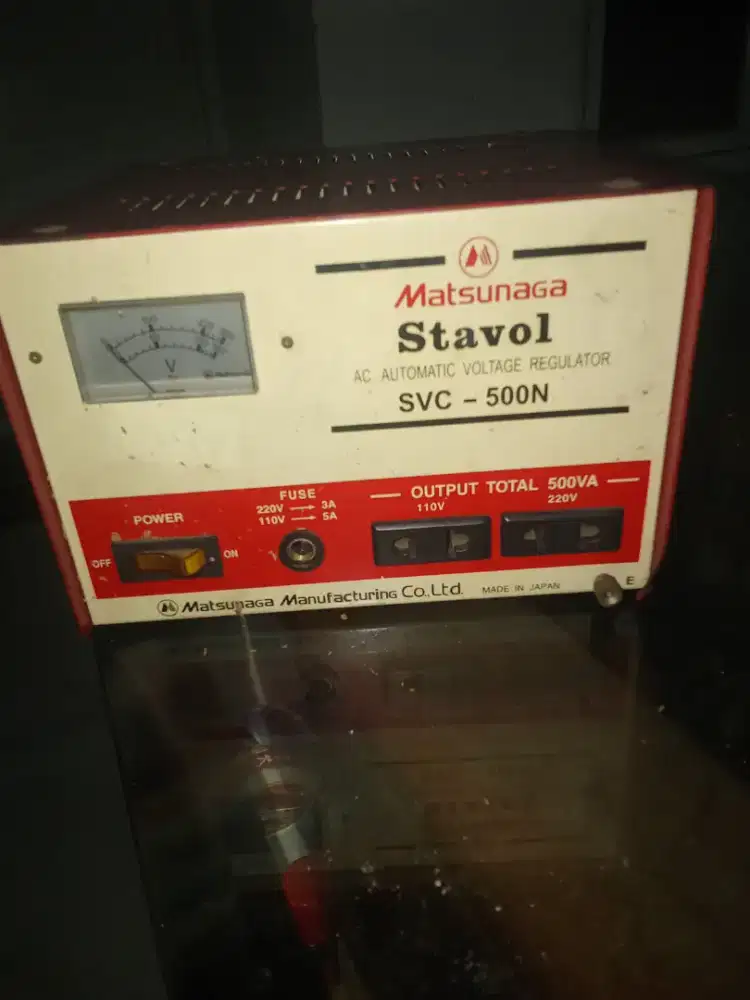 Matsunaga
Stavol
AC AUTOMATIC VOLTAGE REGULATOR
SVC - 500N
V
POWER
OFF
ON
FUSE
220V → 3A
110V → 5A
OUTPUT TOTAL 500VA
110V
220V
Matsunaga Manufacturing Co.,Ltd.
MADE IN JAPAN
E